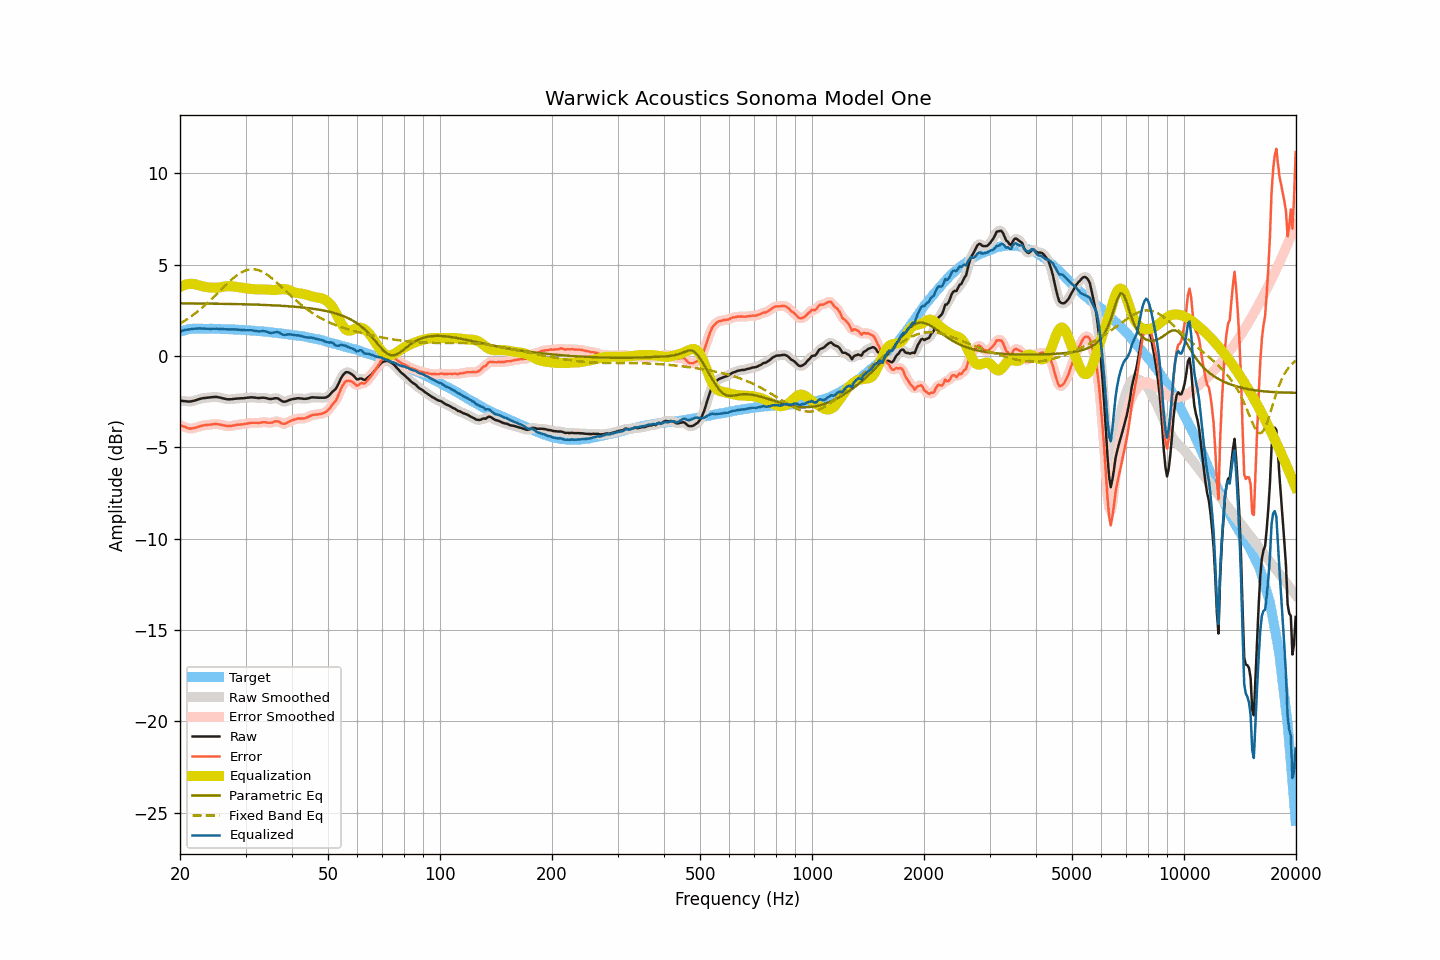 Warwick Acoustics Sonoma Model One
10
5
0
−5
−10
−15
−20
−25
Amplitude (dBr)
Target
Raw Smoothed
Error Smoothed
Raw
Error
Equalization
Parametric Eq
Fixed Band Eq
Equalized
20 50 100 200 500 1000 2000 5000 10000 20000
Frequency (Hz)